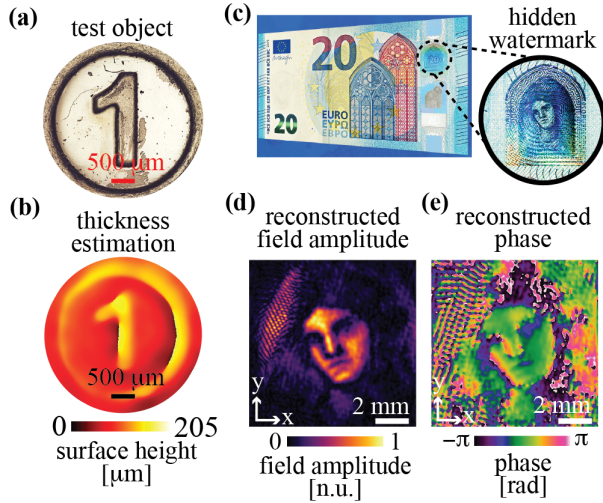 (a)
test object
1
500 μm
(b)
thickness
estimation
1
500 μm
0 205
surface height
[μm]
(c)
20
20
EURO
ΕΥΡΩ
ЕВРО
hidden
watermark
(d)
reconstructed
field amplitude
y
x
2 mm
0 1
field amplitude
[n.u.]
(e)
reconstructed
phase
y
x
2 mm
−π π
phase
[rad]